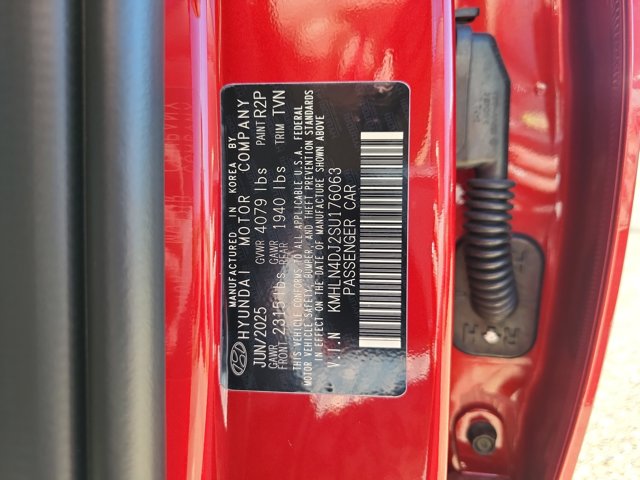 MANUFACTURED IN KOREA BY
HYUNDAI MOTOR COMPANY
JUN/2025 GVWR 4079 lbs PAINT R2P
GAWR FRONT 2315 lbs GAWR REAR 1940 lbs TRIM TVN
THIS VEHICLE CONFORMS TO ALL APPLICABLE U.S.A. FEDERAL
MOTOR VEHICLE SAFETY, BUMPER, AND THEFT PREVENTION STANDARDS
IN EFFECT ON THE DATE OF MANUFACTURE SHOWN ABOVE
V.I.N KMHLN4DJ2SU176063
PASSENGER CAR